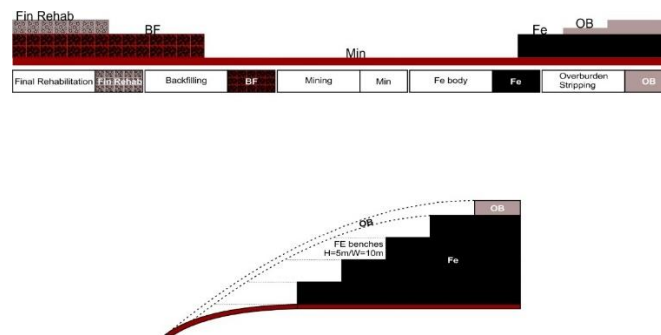 Fin Rehab
BF
Min
Fe
OB
Final Rehabilitation
Fin Rehab
Backfilling
BF
Mining
Min
Fe body
Fe
Overburden
Stripping
OB
OB
OB
FE benches
H=5m/W=10m
Fe